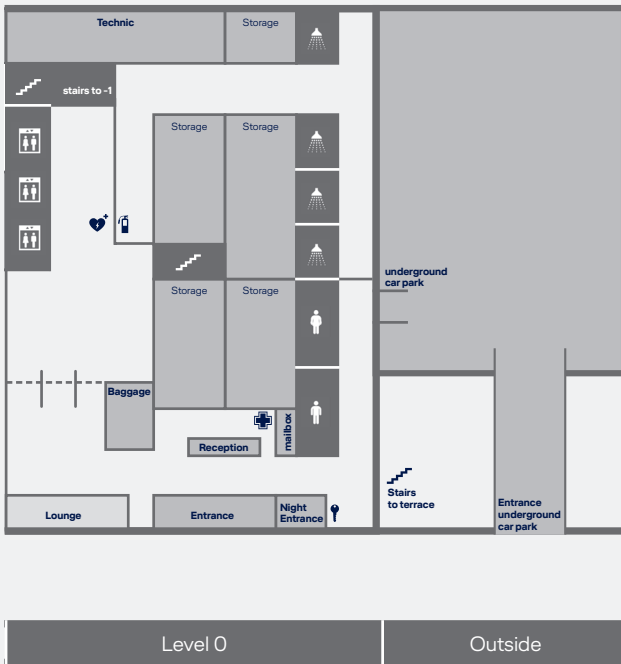 Technic
Storage
stairs to -1
Storage
Storage
underground
car park
Storage
Storage
Baggage
mailbox
Reception
Stairs
to terrace
Lounge
Entrance
Night
Entrance
Entrance
underground
car park
Level 0
Outside